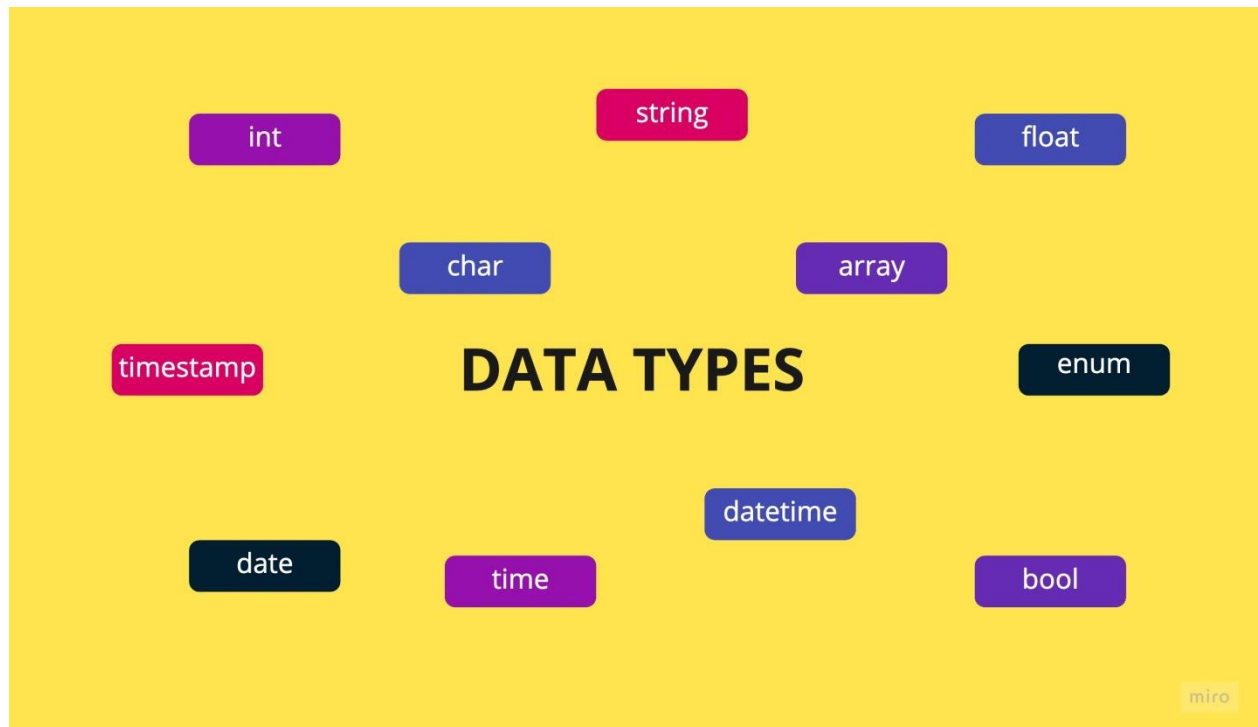 string
int
float
char
array
DATA TYPES
timestamp
enum
datetime
date
time
bool
miro